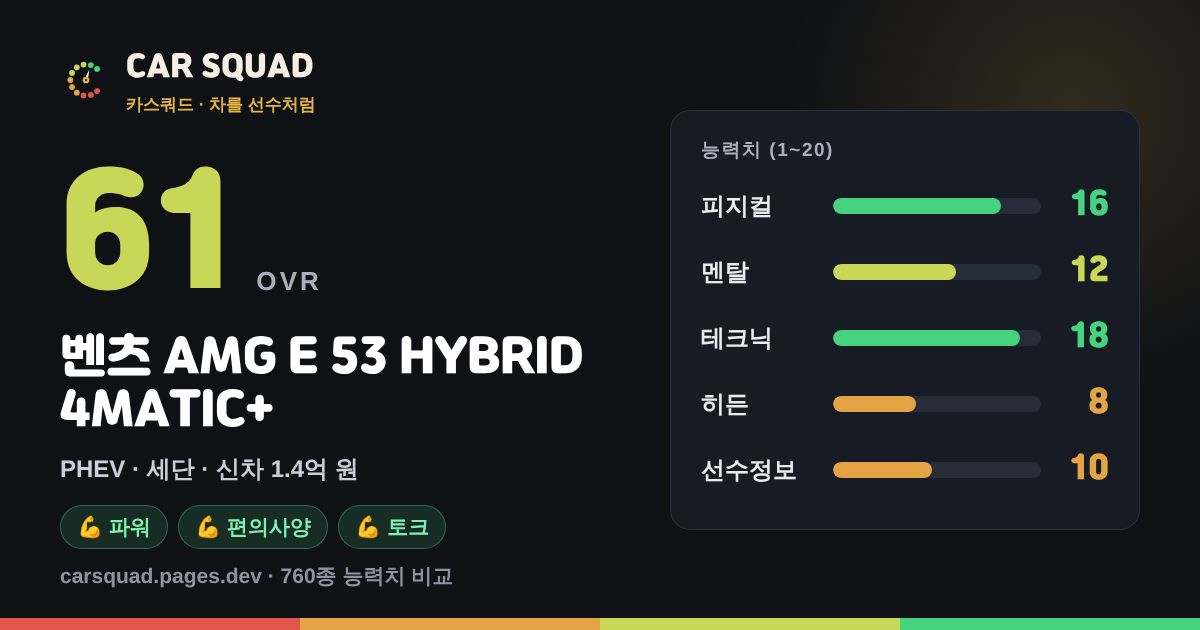 CAR SQUAD
카스쿼드 · 차를 선수처럼
61 OVR
벤츠 AMG E 53 HYBRID
4MATIC+
PHEV · 세단 · 신차 1.4억 원
💪 파워 💪 편의사양 💪 토크
carsquad.pages.dev · 760종 능력치 비교
능력치 (1~20)
피지컬 16
멘탈 12
테크닉 18
히든 8
선수정보 10